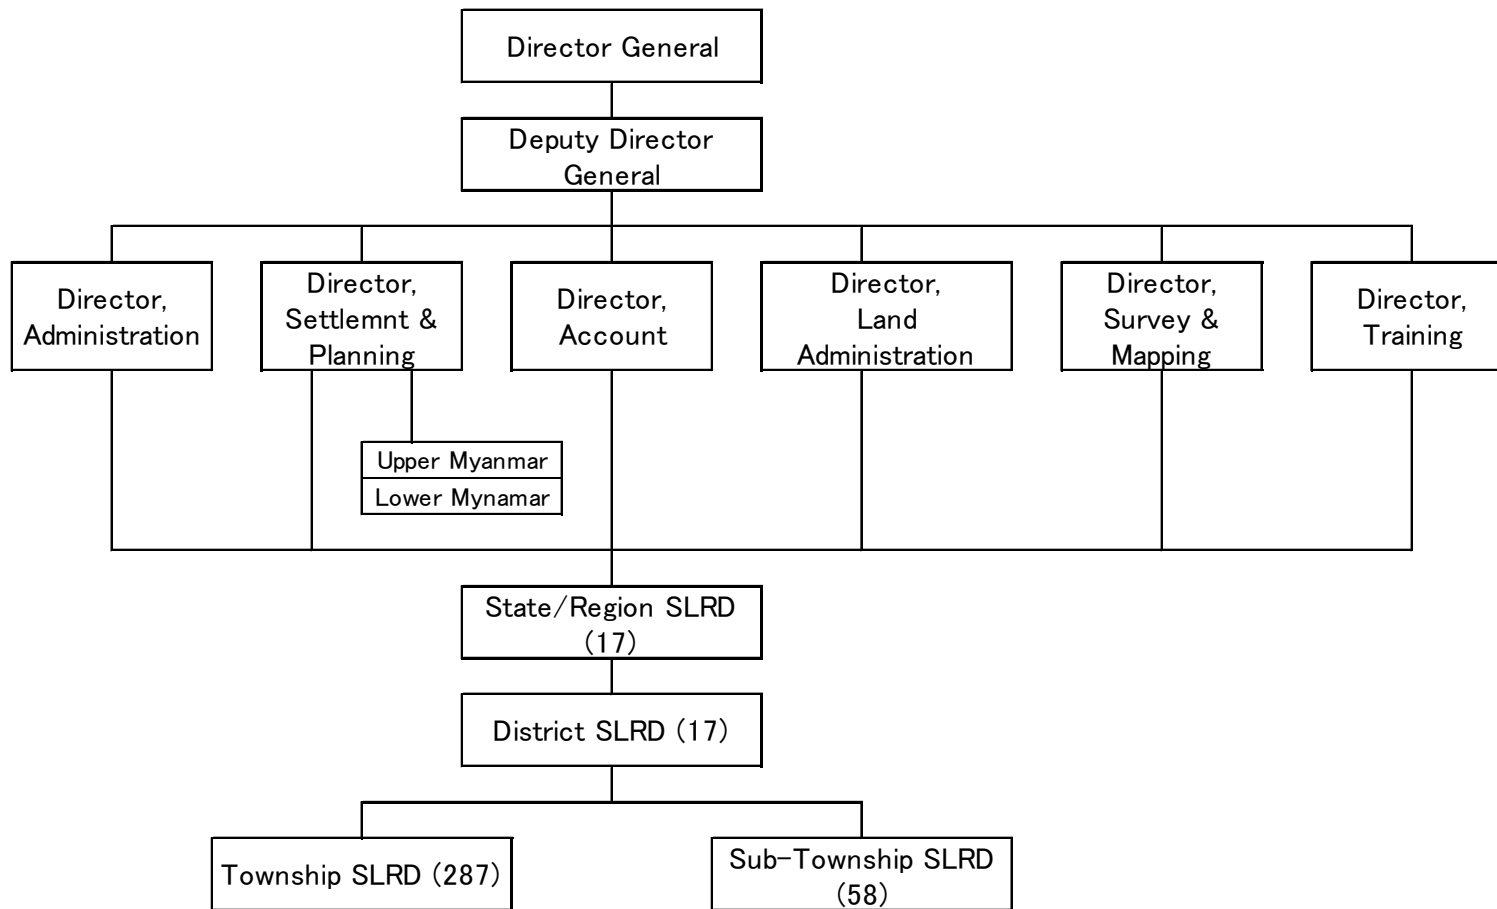 Director General
Deputy Director
General
Director,
Administration
Director,
Settlemnt &
Planning
Director,
Account
Director,
Land
Administration
Director,
Survey &
Mapping
Director,
Training
Upper Myanmar
Lower Mynamar
State/Region SLRD
(17)
District SLRD (17)
Township SLRD (287)
Sub-Township SLRD
(58)